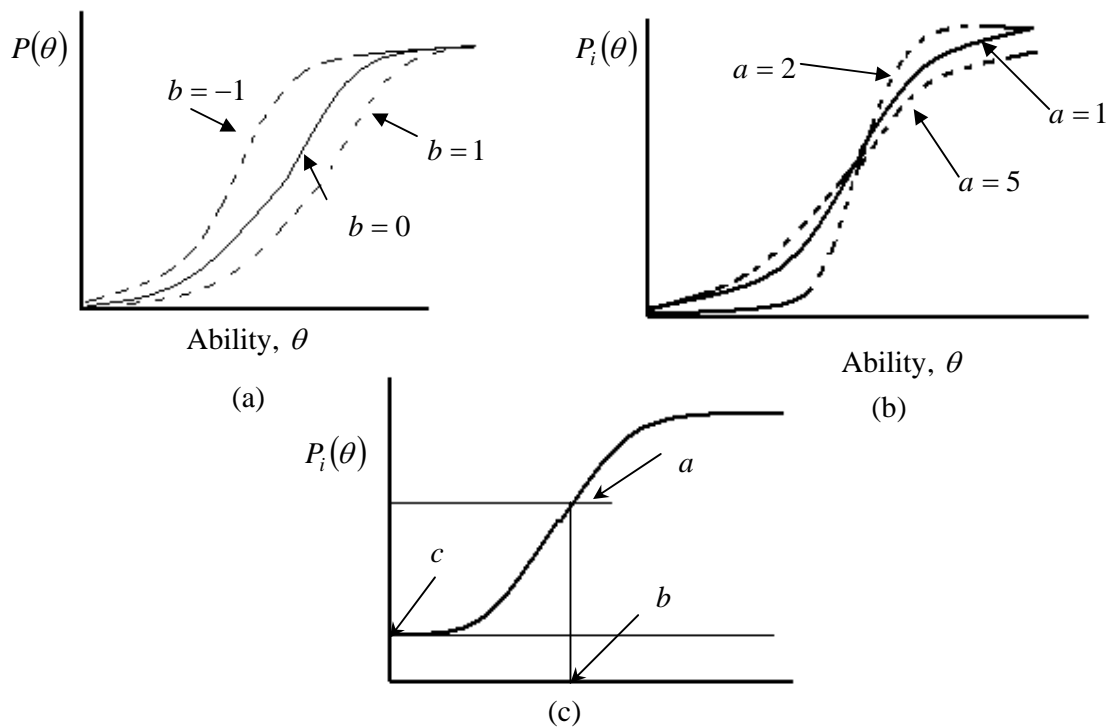 P(θ)
b = −1
b = 1
b = 0
Ability, θ
(a)
P_i(θ)
a = 2
a = 1
a = 5
Ability, θ
(b)
P_i(θ)
a
c
b
(c)